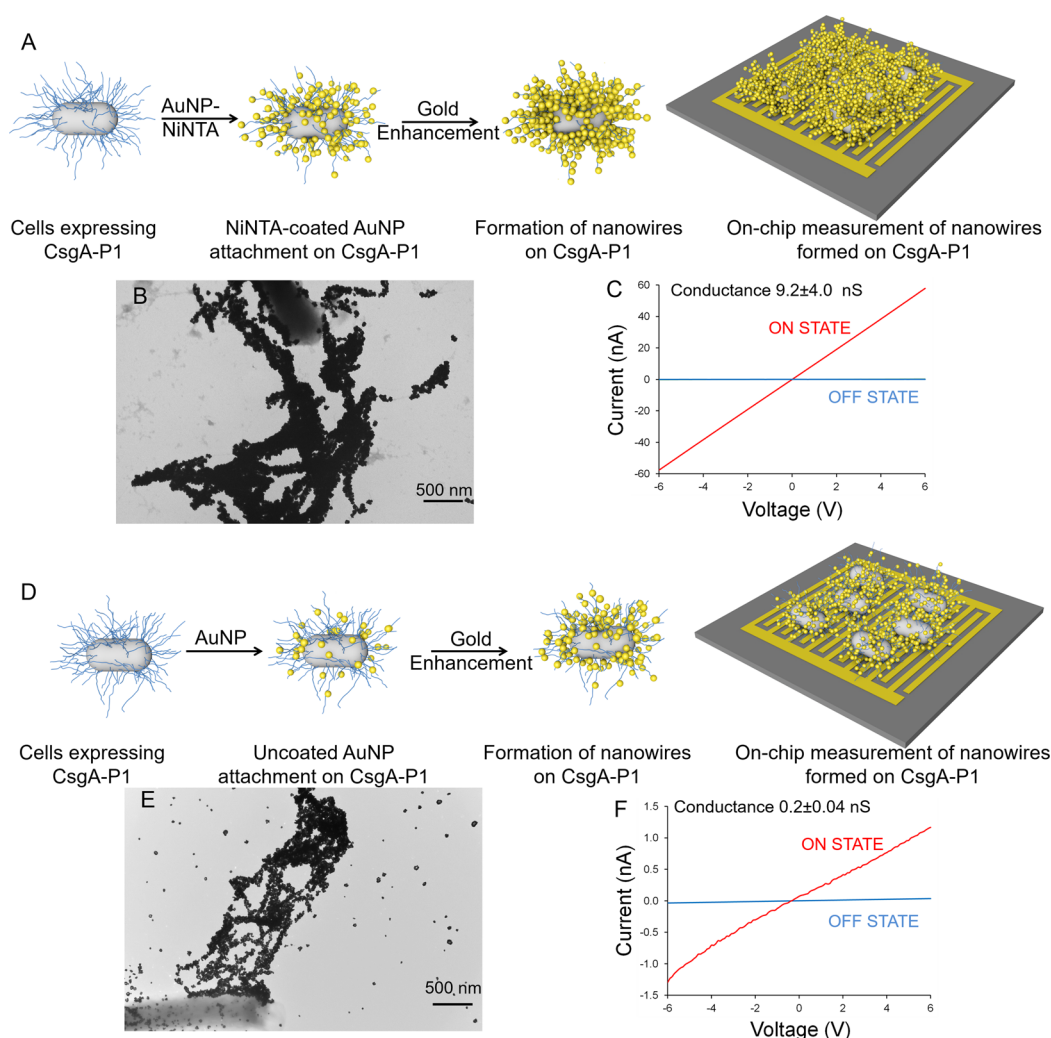 A
AuNP-
NiNTA
Gold
Enhancement
Cells expressing
CsgA-P1
NiNTA-coated AuNP
attachment on CsgA-P1
Formation of nanowires
on CsgA-P1
On-chip measurement of nanowires
formed on CsgA-P1
B
500 nm
C
Conductance 9.2±4.0 nS
ON STATE
OFF STATE
Current (nA)
60
40
20
0
-20
-40
-60
-6
-4
-2
0
2
4
6
Voltage (V)
D
AuNP
Gold
Enhancement
Cells expressing
CsgA-P1
Uncoated AuNP
attachment on CsgA-P1
Formation of nanowires
on CsgA-P1
On-chip measurement of nanowires
formed on CsgA-P1
E
500 nm
F
Conductance 0.2±0.04 nS
ON STATE
OFF STATE
Current (nA)
1.5
1.0
0.5
0.0
-0.5
-1.0
-1.5
-6
-4
-2
0
2
4
6
Voltage (V)